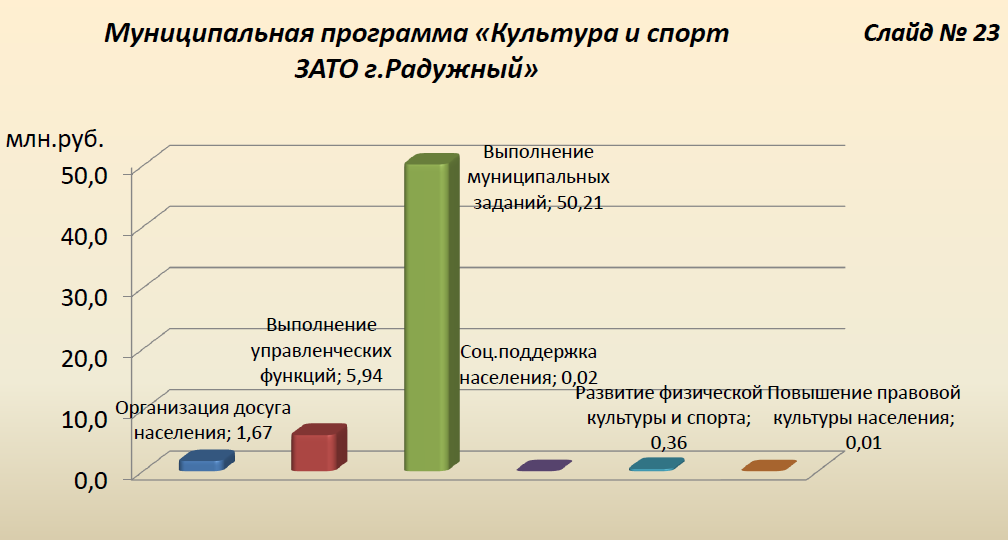 Муниципальная программа «Культура и спорт
ЗАТО г.Радужный»
Слайд № 23
млн.руб.
50,0
40,0
30,0
20,0
10,0
0,0
Организация досуга
населения; 1,67
Выполнение
управленческих
функций; 5,94
Выполнение
муниципальных
заданий; 50,21
Соц.поддержка
населения; 0,02
Развитие физической
культуры и спорта;
0,36
Повышение правовой
культуры населения;
0,01